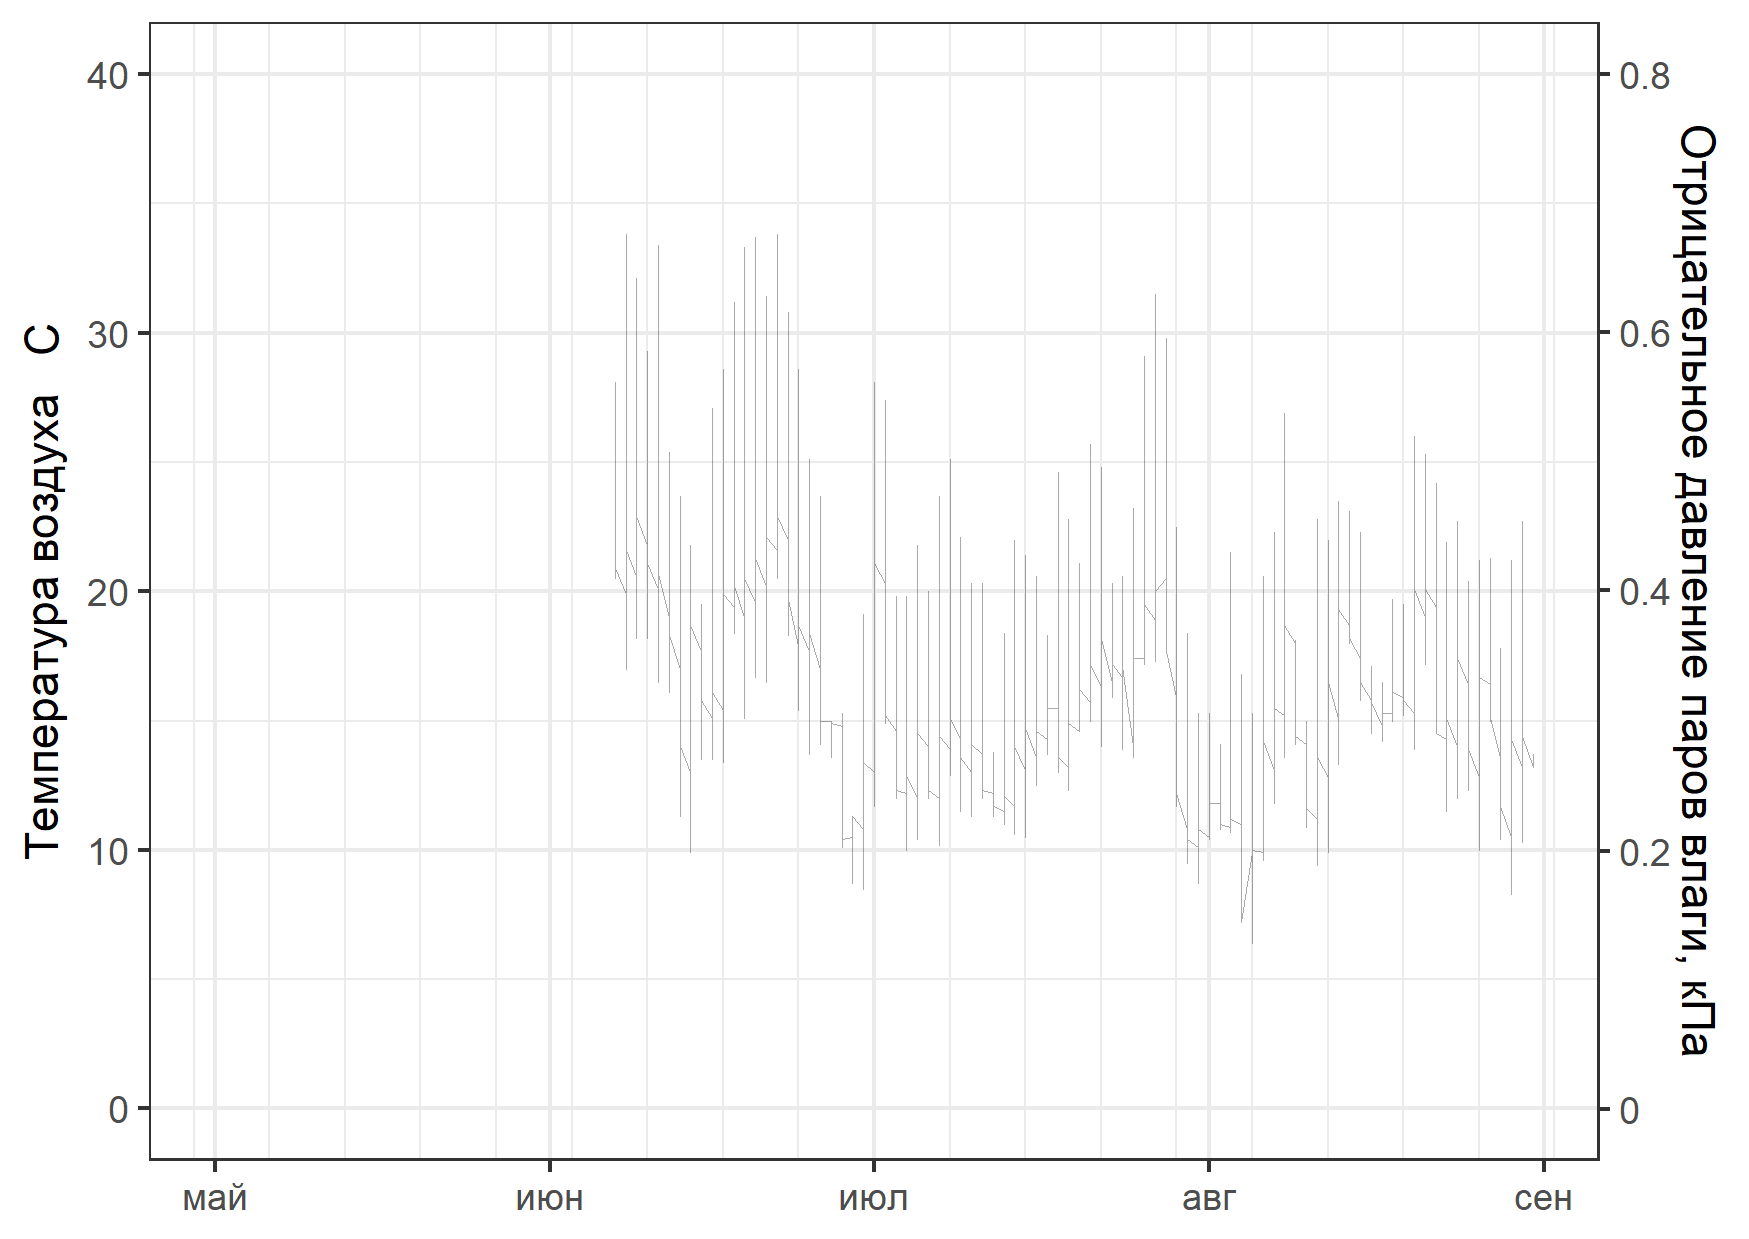 Температура воздуха С
40
30
20
10
0
май
июн
июл
авг
сен
0.8
0.6
0.4
0.2
0
Отрицательное давление паров влаги, кПа